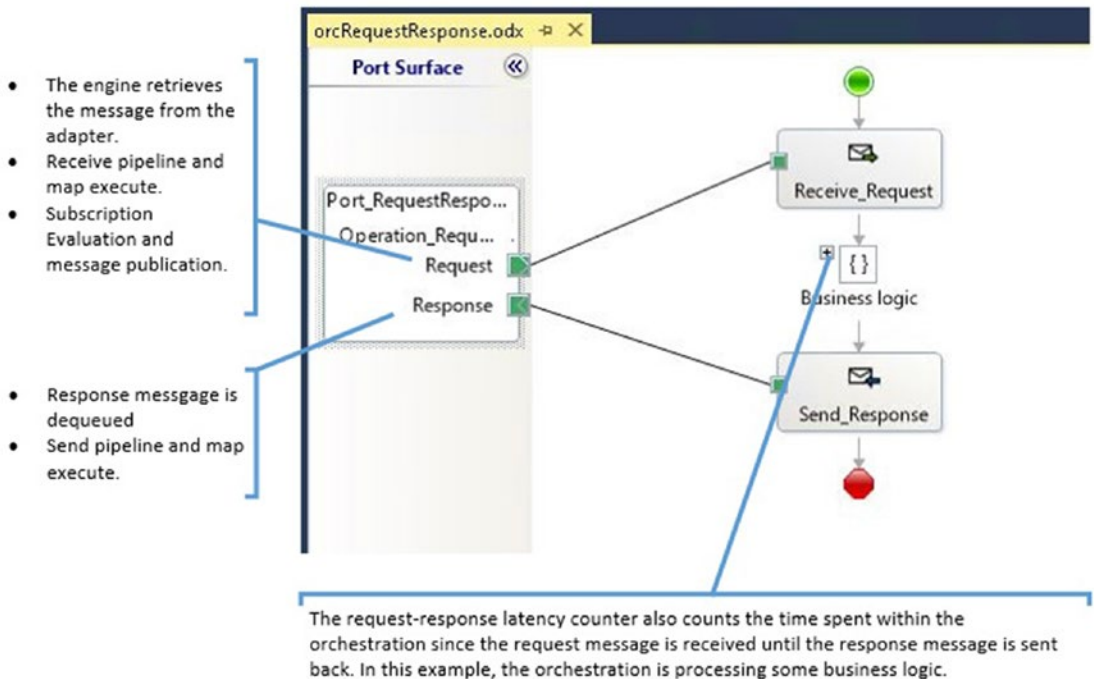 orcRequestResponse.odx
Port Surface
● The engine retrieves
the message from the
adapter.
● Receive pipeline and
map execute.
● Subscription
Evaluation and
message publication.
Port_RequestRespo...
Operation_Requ... .
Request
Response
Receive_Request
{ }
Business logic
Send_Response
● Response messgage is
dequeued
● Send pipeline and map
execute.
The request-response latency counter also counts the time spent within the
orchestration since the request message is received until the response message is sent
back. In this example, the orchestration is processing some business logic.